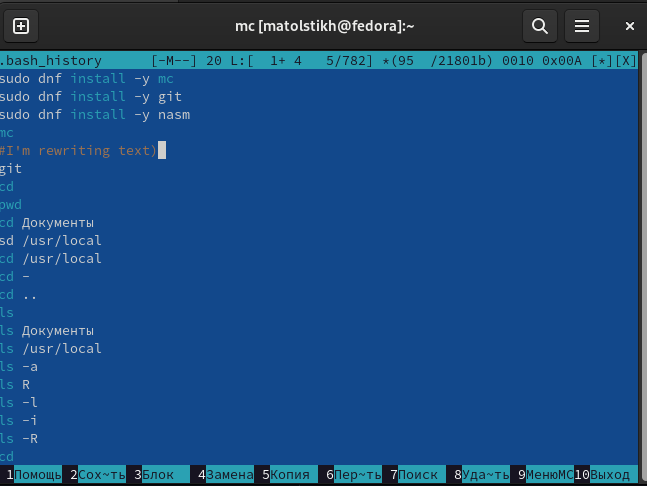 mc [matolstikh@fedora]:~
.bash_history [-M--] 20 L:[ 1+ 4 5/782] *(95 /21801b) 0010 0x00A [*][X]
sudo dnf install -y mc
sudo dnf install -y git
sudo dnf install -y nasm
mc
#I'm rewriting text)
git
cd
pwd
cd Документы
sd /usr/local
cd /usr/local
cd -
cd ..
ls
ls Документы
ls /usr/local
ls -a
ls R
ls -l
ls -i
ls -R
cd
1Помощь 2Сох~ть 3Блок 4Замена 5Копия 6Пер~ть 7Поиск 8Уда~ть 9МенюMC 10Выход